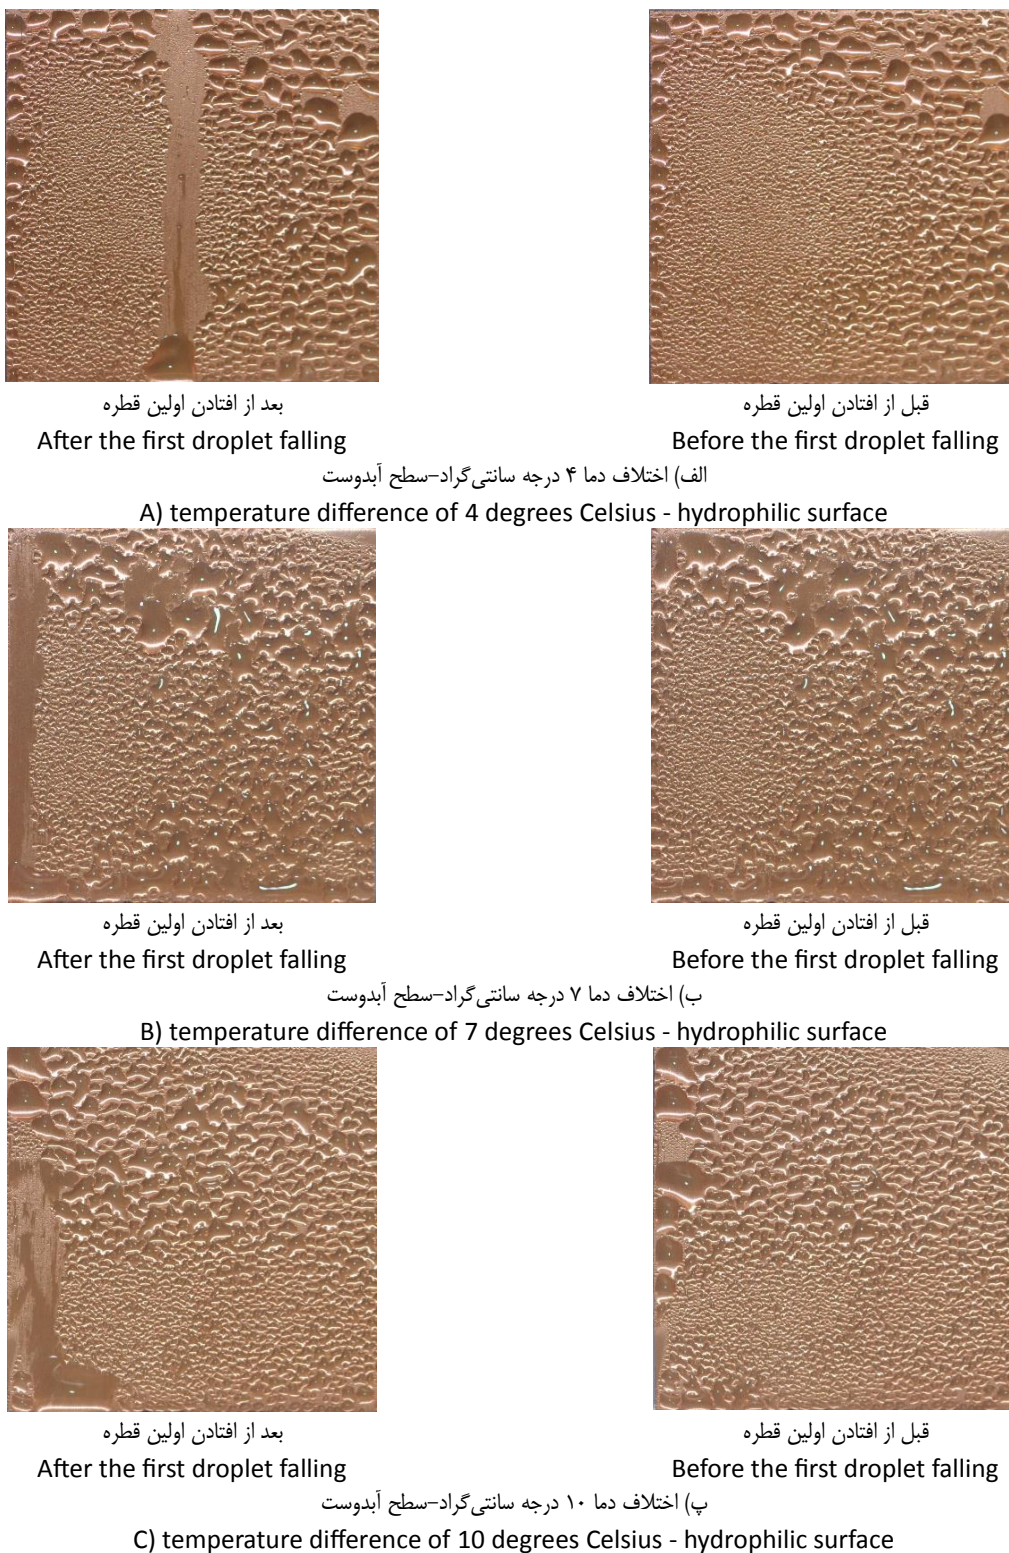 قبل از افتادن اولین قطره
بعد از افتادن اولین قطره
Before the first droplet falling
After the first droplet falling
الف) اختلاف دما ۴ درجه سانتی‌گراد-سطح آبدوست
A) temperature difference of 4 degrees Celsius - hydrophilic surface
قبل از افتادن اولین قطره
بعد از افتادن اولین قطره
Before the first droplet falling
After the first droplet falling
ب) اختلاف دما ۷ درجه سانتی‌گراد-سطح آبدوست
B) temperature difference of 7 degrees Celsius - hydrophilic surface
قبل از افتادن اولین قطره
بعد از افتادن اولین قطره
Before the first droplet falling
After the first droplet falling
پ) اختلاف دما ۱۰ درجه سانتی‌گراد-سطح آبدوست
C) temperature difference of 10 degrees Celsius - hydrophilic surface